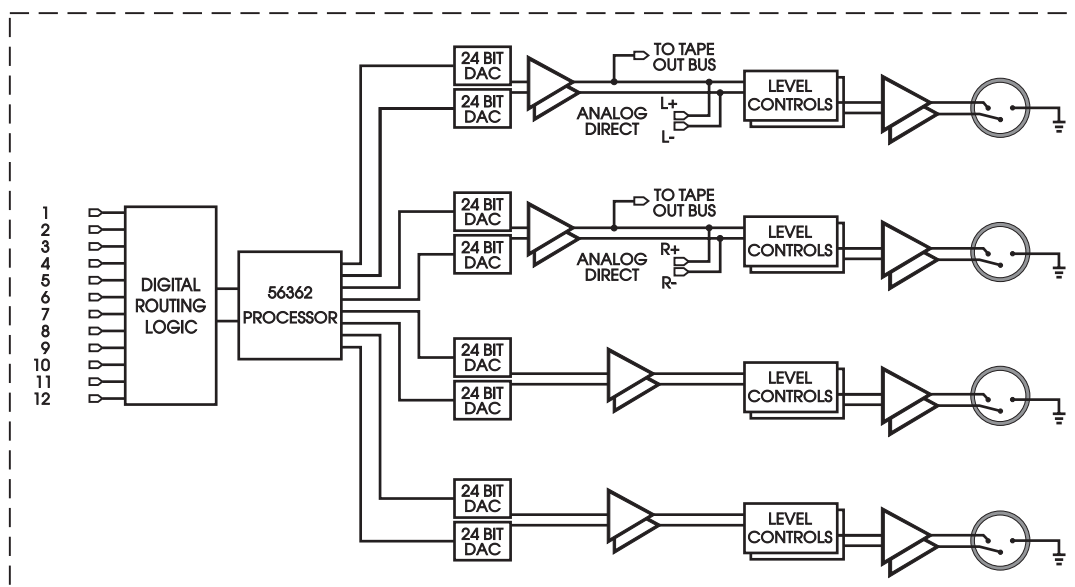 24 BIT
DAC
24 BIT
DAC
TO TAPE
OUT BUS
ANALOG
DIRECT
L+
L-
LEVEL
CONTROLS
1
2
3
4
5
6
7
8
9
10
11
12
DIGITAL
ROUTING
LOGIC
56362
PROCESSOR
24 BIT
DAC
24 BIT
DAC
TO TAPE
OUT BUS
ANALOG
DIRECT
R+
R-
LEVEL
CONTROLS
24 BIT
DAC
24 BIT
DAC
LEVEL
CONTROLS
24 BIT
DAC
24 BIT
DAC
LEVEL
CONTROLS